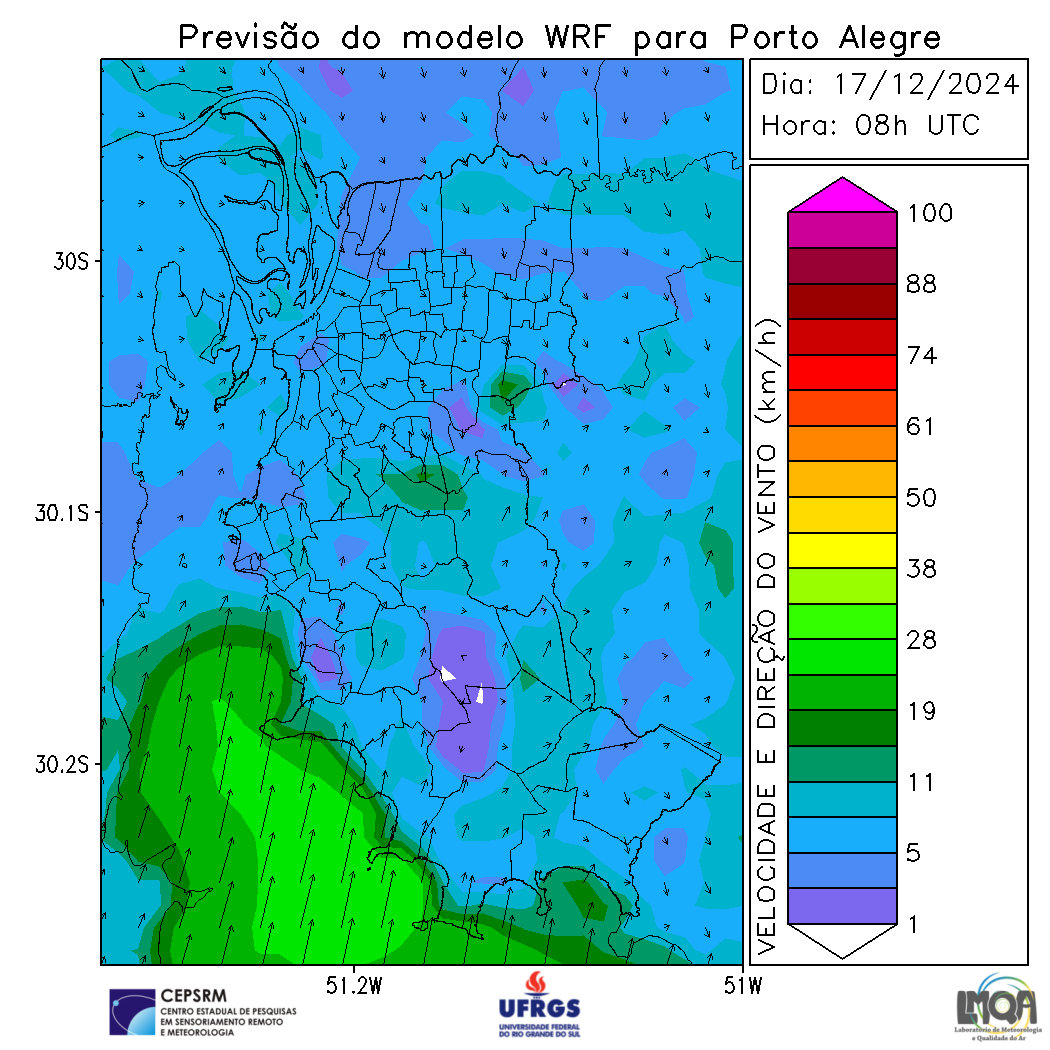 Previsão do modelo WRF para Porto Alegre
Dia: 17/12/2024
Hora: 08h UTC
30S
30.1S
30.2S
51.2W
51W
VELOCIDADE E DIREÇÃO DO VENTO (km/h)
100
88
74
61
50
38
28
19
11
5
1
CEPSRM
CENTRO ESTADUAL DE PESQUISAS
EM SENSORIAMENTO REMOTO
E METEOROLOGIA
UFRGS
UNIVERSIDADE FEDERAL
DO RIO GRANDE DO SUL
LMQA
Laboratório de Meteorologia
e Qualidade do Ar